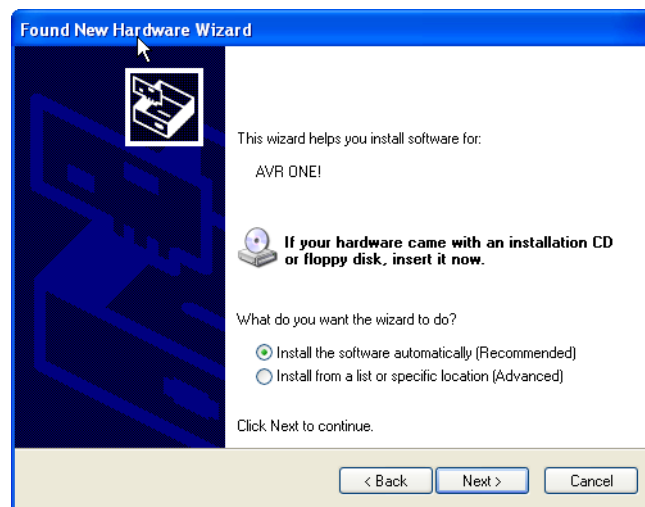 Found New Hardware Wizard
This wizard helps you install software for:
AVR ONE!
If your hardware came with an installation CD
or floppy disk, insert it now.
What do you want the wizard to do?
Install the software automatically (Recommended)
Install from a list or specific location (Advanced)
Click Next to continue.
< Back Next > Cancel